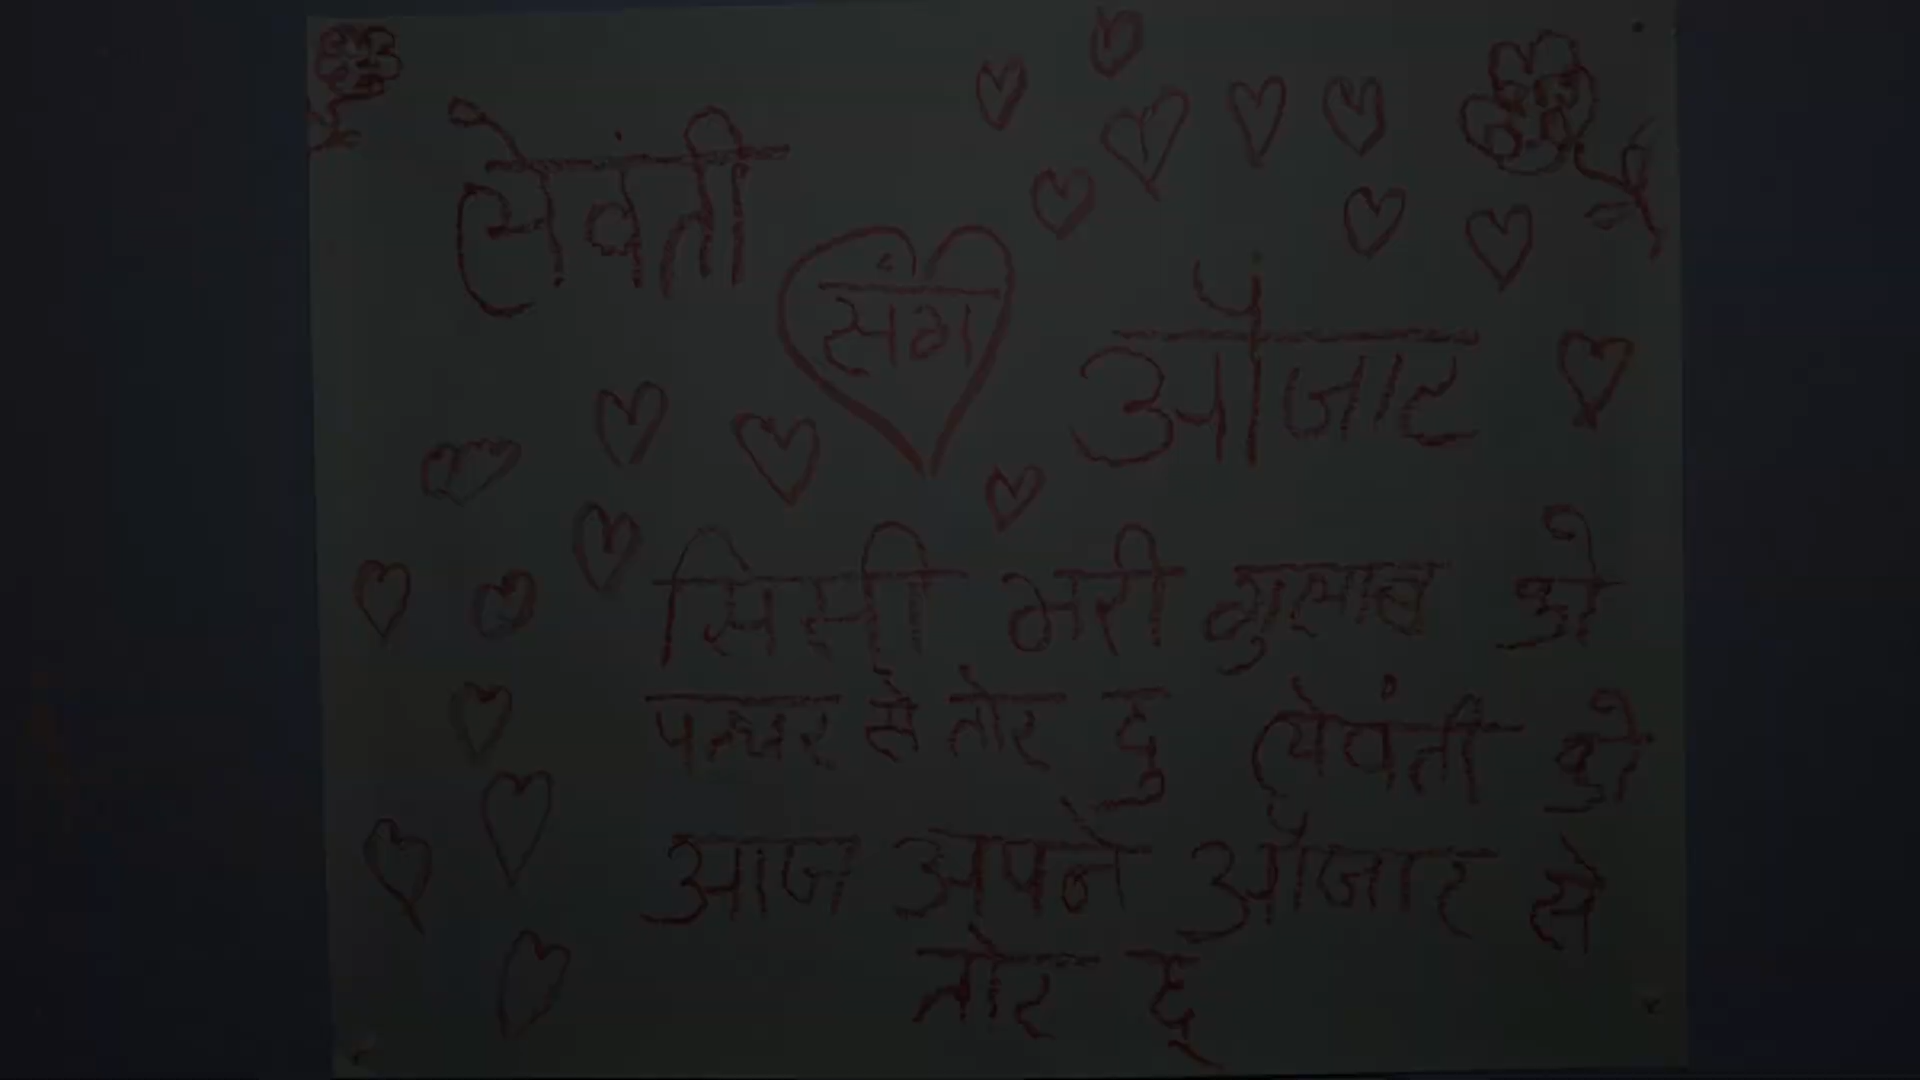 लेवंती
संग
औजार
सिसी भरी गुलाब को
पत्थर से तोर दु लेवंती को
आज अपने औजार से
तोर दू